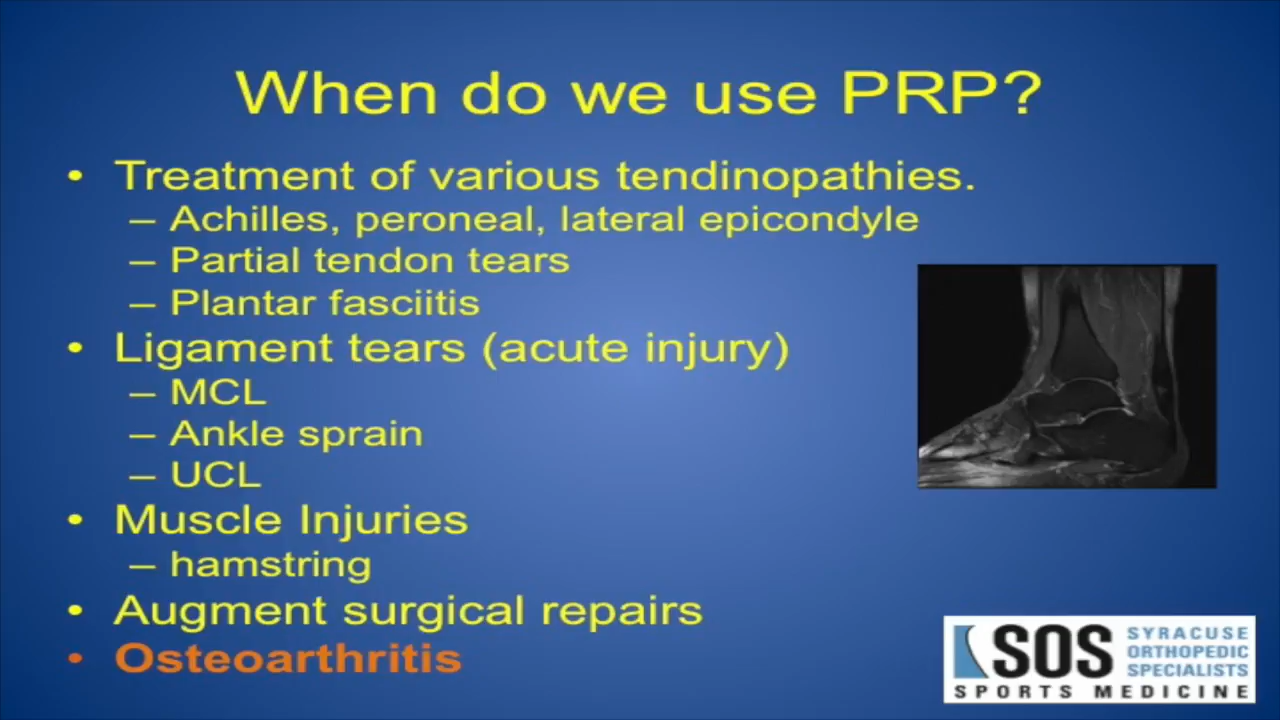 When do we use PRP?
• Treatment of various tendinopathies.
– Achilles, peroneal, lateral epicondyle
– Partial tendon tears
– Plantar fasciitis
• Ligament tears (acute injury)
– MCL
– Ankle sprain
– UCL
• Muscle Injuries
– hamstring
• Augment surgical repairs
• Osteoarthritis
SOS
SYRACUSE
ORTHOPEDIC
SPECIALISTS
SPORTS MEDICINE